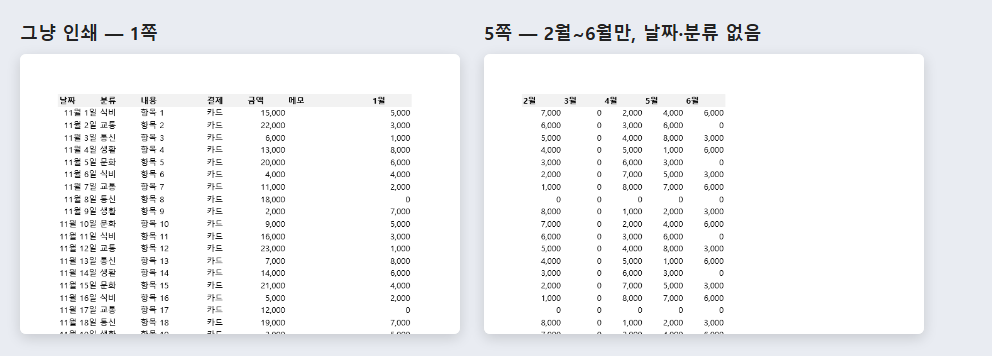 그냥 인쇄 — 1쪽
날짜 분류 내용 결제 금액 메모 1월
11월 1일 식비 항목 1 카드 15,000 5,000
11월 2일 교통 항목 2 카드 22,000 3,000
11월 3일 통신 항목 3 카드 6,000 1,000
11월 4일 생활 항목 4 카드 13,000 8,000
11월 5일 문화 항목 5 카드 20,000 6,000
11월 6일 식비 항목 6 카드 4,000 4,000
11월 7일 교통 항목 7 카드 11,000 2,000
11월 8일 통신 항목 8 카드 18,000 0
11월 9일 생활 항목 9 카드 2,000 7,000
11월 10일 문화 항목 10 카드 9,000 5,000
11월 11일 식비 항목 11 카드 16,000 3,000
11월 12일 교통 항목 12 카드 23,000 1,000
11월 13일 통신 항목 13 카드 7,000 8,000
11월 14일 생활 항목 14 카드 14,000 6,000
11월 15일 문화 항목 15 카드 21,000 4,000
11월 16일 식비 항목 16 카드 5,000 2,000
11월 17일 교통 항목 17 카드 12,000 0
11월 18일 통신 항목 18 카드 19,000 7,000
5쪽 — 2월~6월만, 날짜·분류 없음
2월 3월 4월 5월 6월
7,000 0 2,000 4,000 6,000
6,000 0 3,000 6,000 0
5,000 0 4,000 8,000 3,000
4,000 0 5,000 1,000 6,000
3,000 0 6,000 3,000 0
2,000 0 7,000 5,000 3,000
1,000 0 8,000 7,000 6,000
0 0 0 0 0
8,000 0 1,000 2,000 3,000
7,000 0 2,000 4,000 6,000
6,000 0 3,000 6,000 0
5,000 0 4,000 8,000 3,000
4,000 0 5,000 1,000 6,000
3,000 0 6,000 3,000 0
2,000 0 7,000 5,000 3,000
1,000 0 8,000 7,000 6,000
0 0 0 0 0
8,000 0 1,000 2,000 3,000